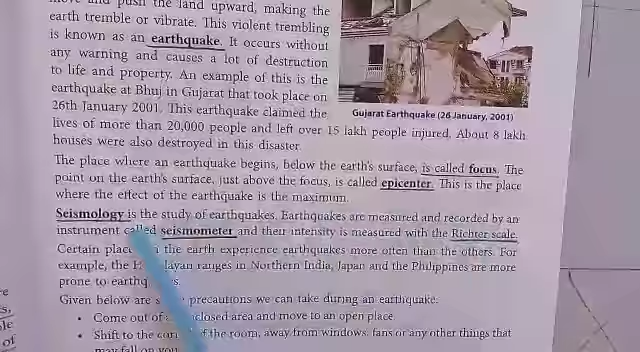 move and push the land upward, making the
earth tremble or vibrate. This violent trembling
is known as an earthquake. It occurs without
any warning and causes a lot of destruction
to life and property. An example of this is the
earthquake at Bhuj in Gujarat that took place on
26th January 2001. This earthquake claimed the
Gujarat Earthquake (26 January, 2001)
lives of more than 20,000 people and left over 15 lakh people injured. About 8 lakh
houses were also destroyed in this disaster.
The place where an earthquake begins, below the earth's surface, is called focus. The
point on the earth's surface, just above the focus, is called epicenter. This is the place
where the effect of the earthquake is the maximum.
Seismology is the study of earthquakes. Earthquakes are measured and recorded by an
instrument called seismometer and their intensity is measured with the Richter scale.
Certain the earth experience earthquakes more often than the others. For
example, the ranges in Northern India, Japan and the Philippines are more
prone to
Given below are precautions we can take during an earthquake.
• Come out of area and move to an open place.
• Shift to the of the room, away from windows, fans or any other things that
may fall on you